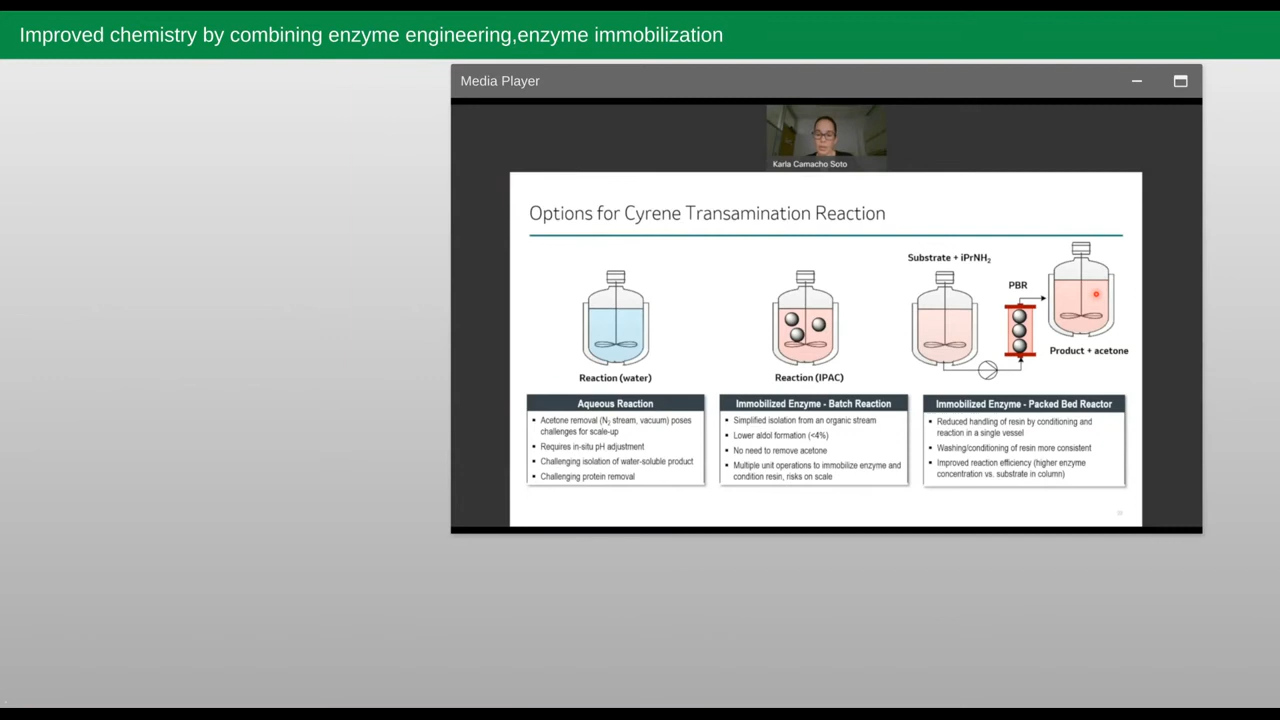 Improved chemistry by combining enzyme engineering,enzyme immobilization
Media Player
Karla Camacho Soto
Options for Cyrene Transamination Reaction
Substrate + iPrNH₂
PBR
Product + acetone
Reaction (water)
Reaction (IPAC)
Aqueous Reaction
▪ Acetone removal (N₂ stream, vacuum) poses
challenges for scale-up
▪ Requires in-situ pH adjustment
▪ Challenging isolation of water-soluble product
▪ Challenging protein removal
Immobilized Enzyme - Batch Reaction
▪ Simplified isolation from an organic stream
▪ Lower aldol formation (<4%)
▪ No need to remove acetone
▪ Multiple unit operations to immobilize enzyme and
condition resin, risks on scale
Immobilized Enzyme - Packed Bed Reactor
▪ Reduced handling of resin by conditioning and
reaction in a single vessel
▪ Washing/conditioning of resin more consistent
▪ Improved reaction efficiency (higher enzyme
concentration vs. substrate in column)